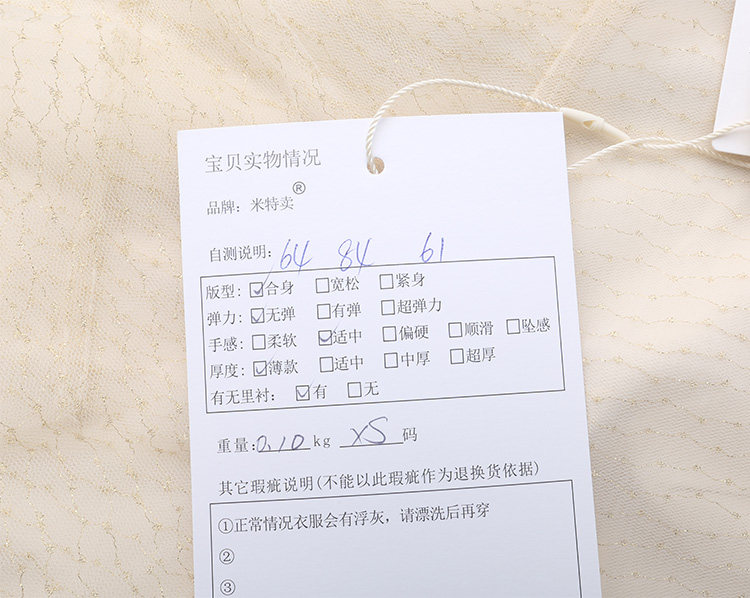 宝贝实物情况
品牌：米特卖®
自测说明：64 84 61
版型：☑合身 □宽松 □紧身
弹力：☑无弹 □有弹 □超弹力
手感：□柔软 ☑适中 □偏硬 □顺滑 □坠感
厚度：☑薄款 □适中 □中厚 □超厚
有无里衬： ☑有 □无
重量:0.10kg XS码
其它瑕疵说明(不能以此瑕疵作为退换货依据)
①正常情况衣服会有浮灰，请漂洗后再穿
②
③